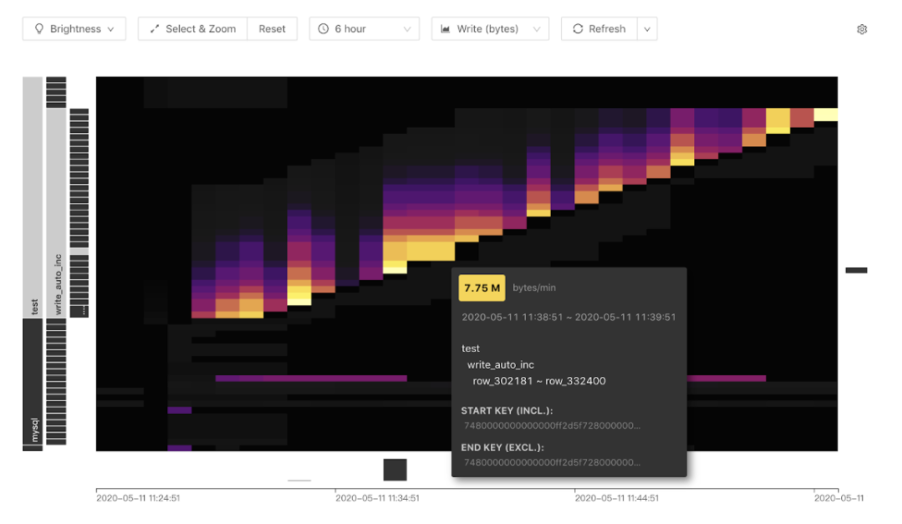 Brightness
Select & Zoom
Reset
6 hour
Write (bytes)
Refresh
test
write_auto_inc
mysql
7.75 M bytes/min
2020-05-11 11:38:51 ~ 2020-05-11 11:39:51
test
write_auto_inc
row_302181 ~ row_332400
START KEY (INCL.):
7480000000000000ff2d5f728000000...
END KEY (EXCL.):
7480000000000000ff2d5f728000000...
2020-05-11 11:24:51
2020-05-11 11:34:51
2020-05-11 11:44:51
2020-05-11